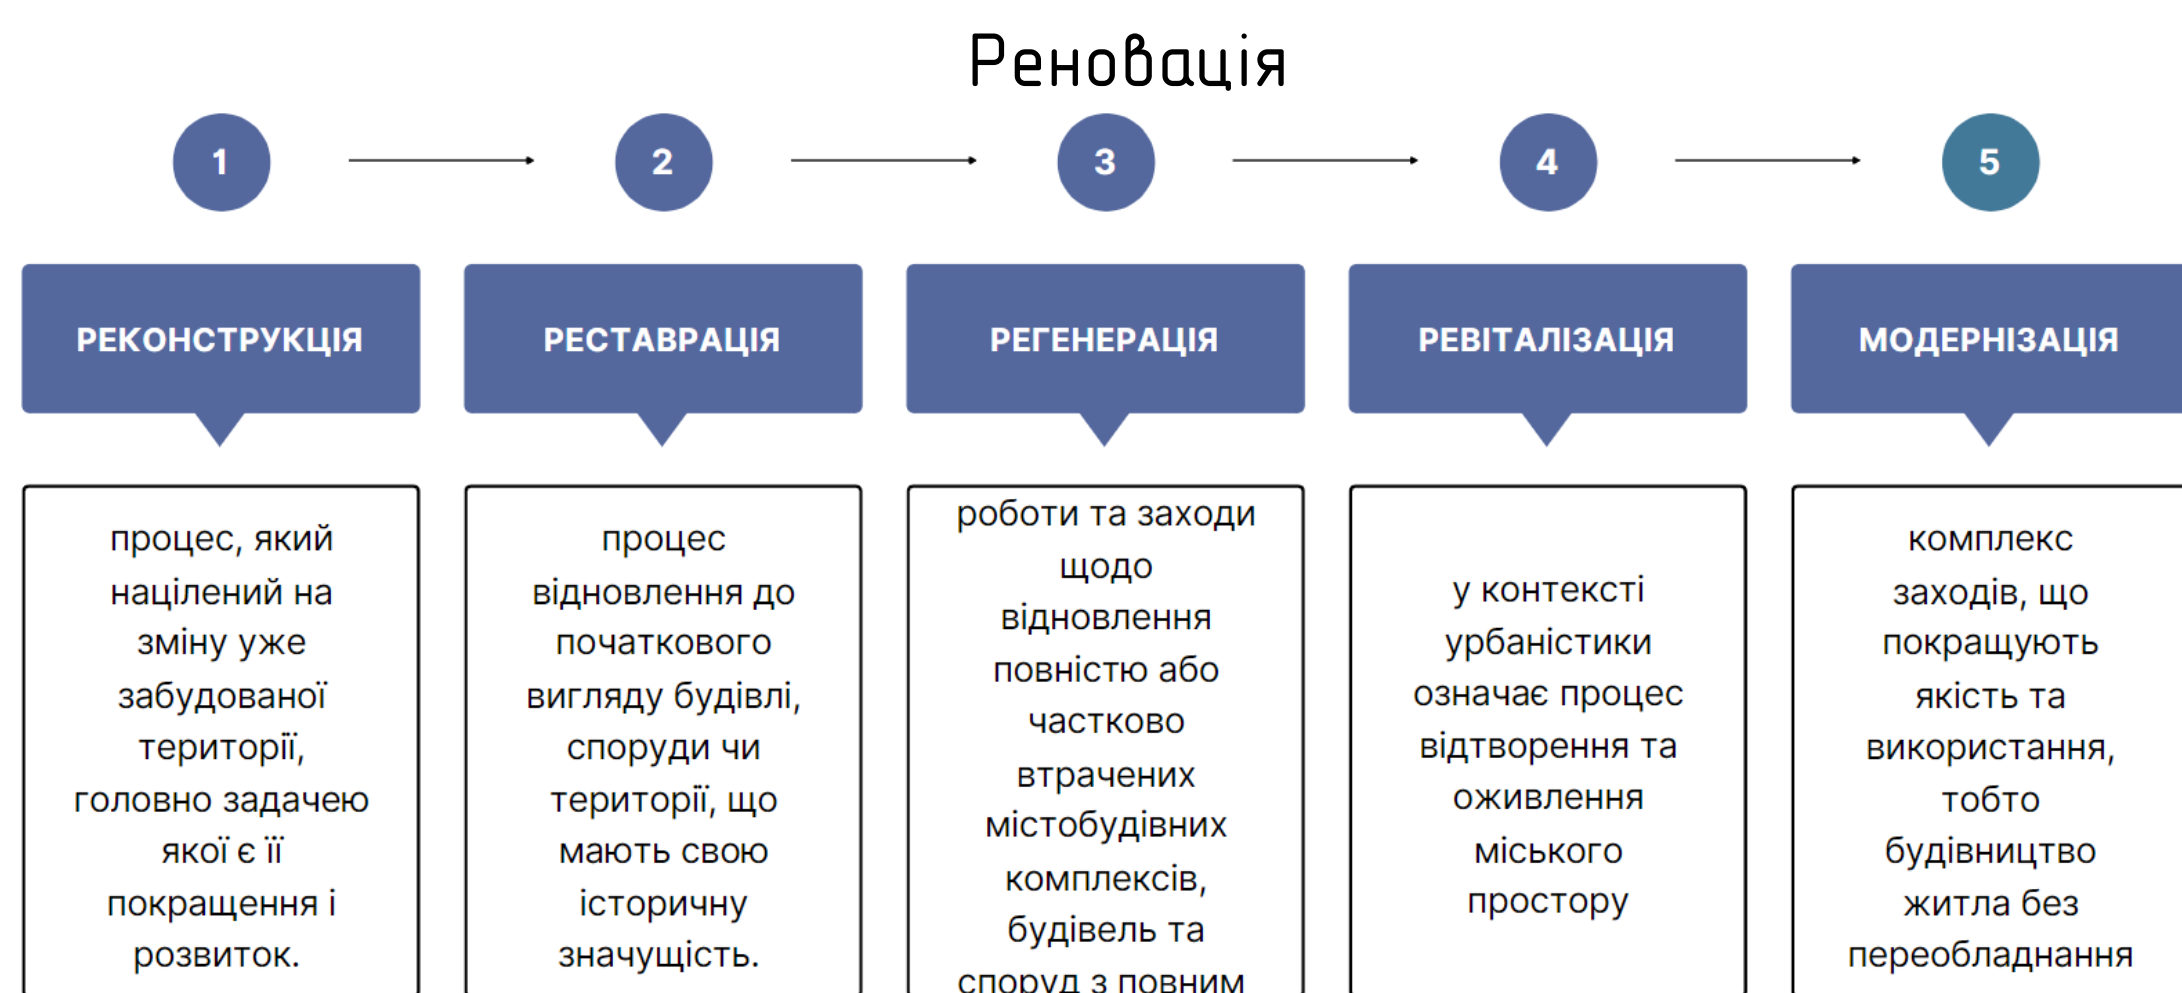 Реновація
1
2
3
4
5
РЕКОНСТРУКЦІЯ
РЕСТАВРАЦІЯ
РЕГЕНЕРАЦІЯ
РЕВІТАЛІЗАЦІЯ
МОДЕРНІЗАЦІЯ
процес, який
націлений на
зміну уже
забудованої
території,
головно задачею
якої є її
покращення і
розвиток.
процес
відновлення до
початкового
вигляду будівлі,
споруди чи
території, що
мають свою
історичну
значущість.
роботи та заходи
щодо
відновлення
повністю або
частково
втрачених
містобудівних
комплексів,
будівель та
споруд з повним
у контексті
урбаністики
означає процес
відтворення та
оживлення
міського
простору
комплекс
заходів, що
покращують
якість та
використання,
тобто
будівництво
житла без
переобладнання